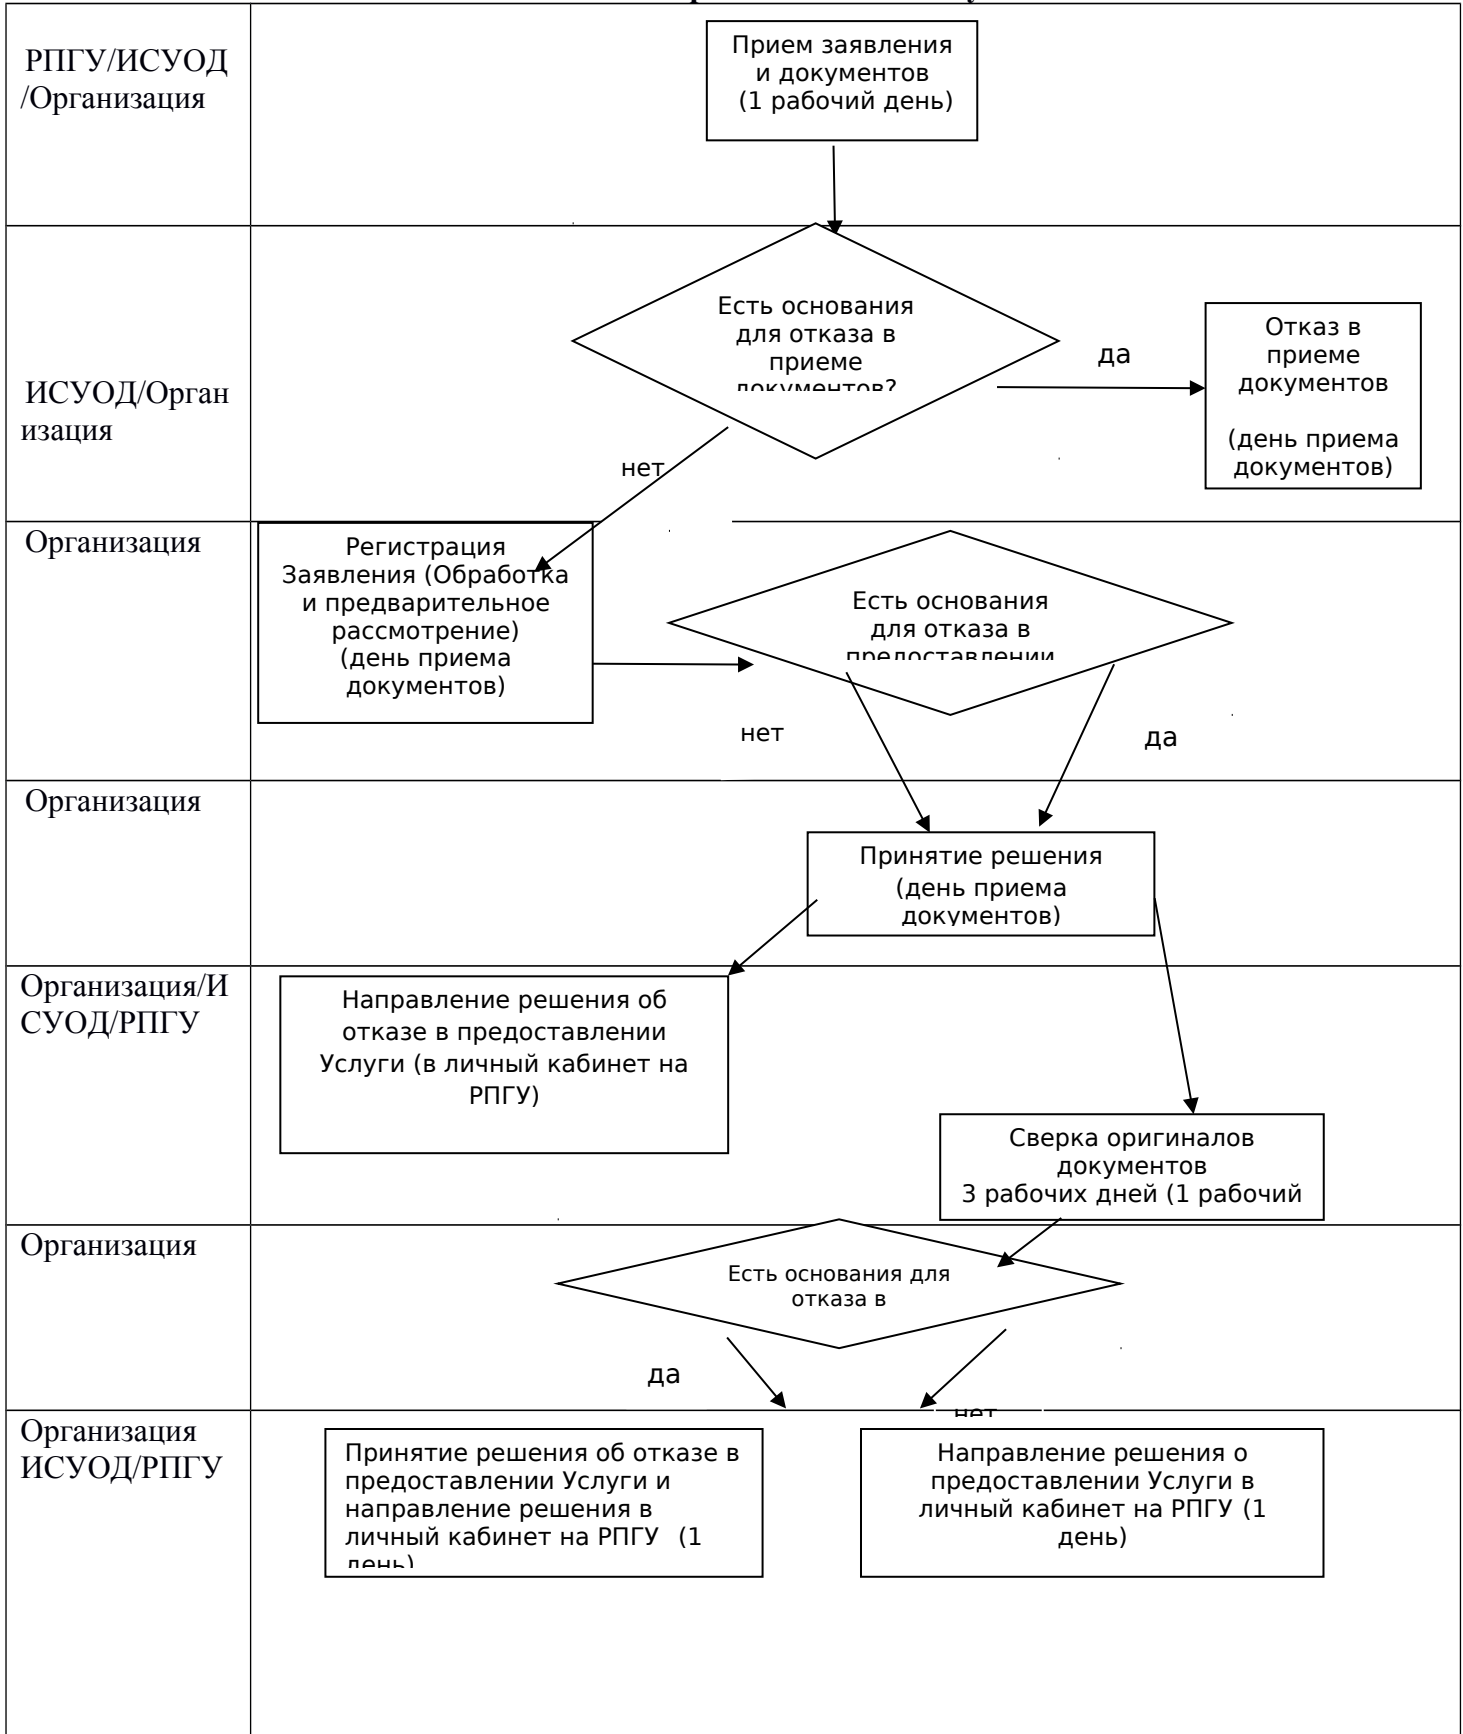 РПГУ/ИСУОД
/Организация
Прием заявления
и документов
(1 рабочий день)
ИСУОД/Орган
изация
Есть основания
для отказа в
приеме
документов?
да
Отказ в
приеме
документов
(день приема
документов)
нет
Организация
Регистрация
Заявления (Обработка
и предварительное
рассмотрение)
(день приема
документов)
Есть основания
для отказа в
предоставлении
нет
да
Организация
Принятие решения
(день приема
документов)
Организация/И
СУОД/РПГУ
Направление решения об
отказе в предоставлении
Услуги (в личный кабинет на
РПГУ)
Сверка оригиналов
документов
3 рабочих дней (1 рабочий
Организация
Есть основания для
отказа в
да
нет
Организация
ИСУОД/РПГУ
Принятие решения об отказе в
предоставлении Услуги и
направление решения в
личный кабинет на РПГУ (1
день)
Направление решения о
предоставлении Услуги в
личный кабинет на РПГУ (1
день)